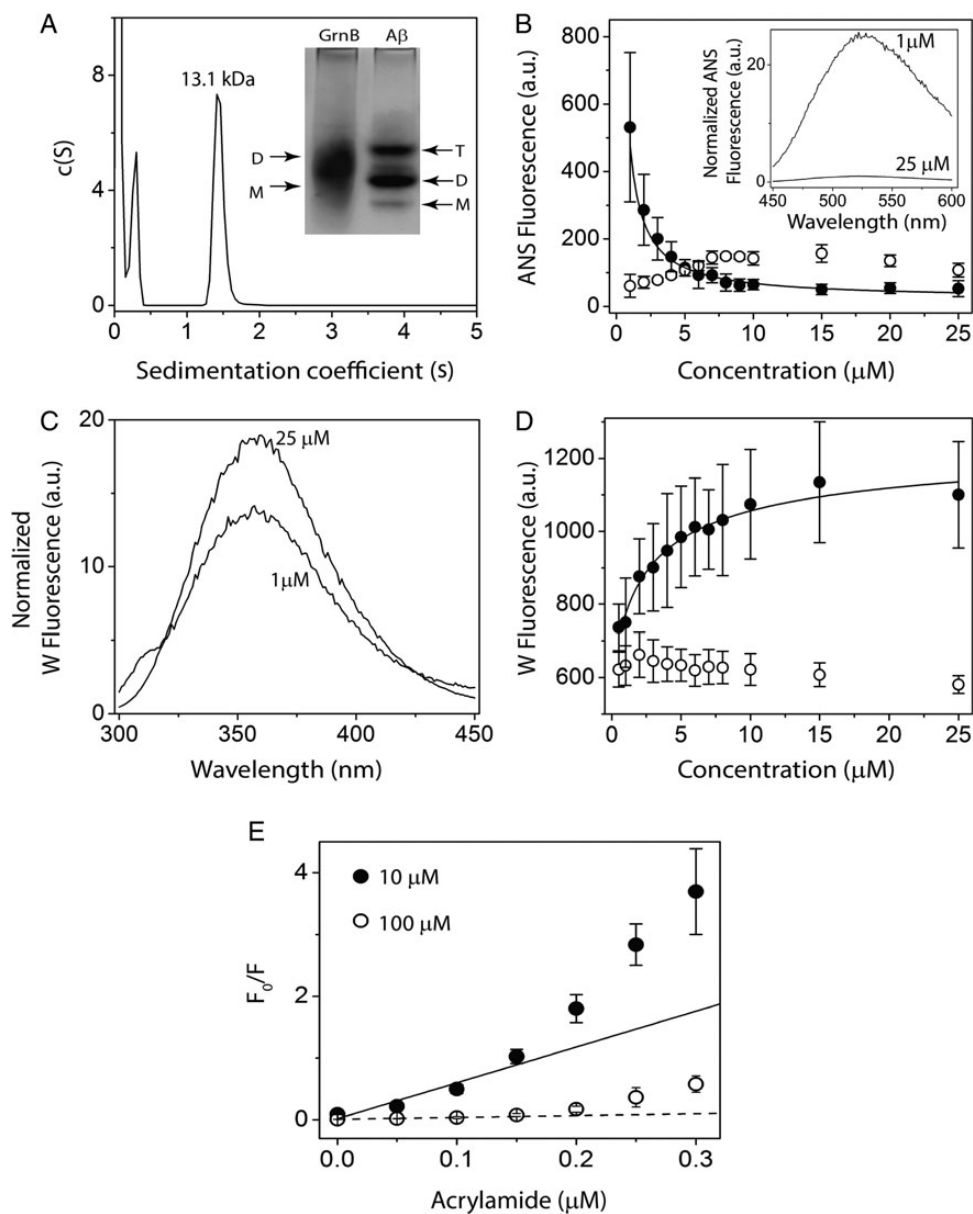 A
GrnB Aβ
13.1 kDa
D
M
T
D
M
c(S)
8
4
0
0 1 2 3 4 5
Sedimentation coefficient (s)
B
ANS Fluorescence (a.u.)
800
600
400
200
0
0 5 10 15 20 25
Concentration (μM)
Normalized ANS
Fluorescence (a.u.)
20
10
0
1μM
25 μM
450 500 550 600
Wavelength (nm)
C
Normalized
W Fluorescence (a.u.)
20
10
0
25 μM
1μM
300 350 400 450
Wavelength (nm)
D
W Fluorescence (a.u.)
1200
1000
800
600
0 5 10 15 20 25
Concentration (μM)
E
10 μM
100 μM
F0/F
4
2
0
0.0 0.1 0.2 0.3
Acrylamide (μM)